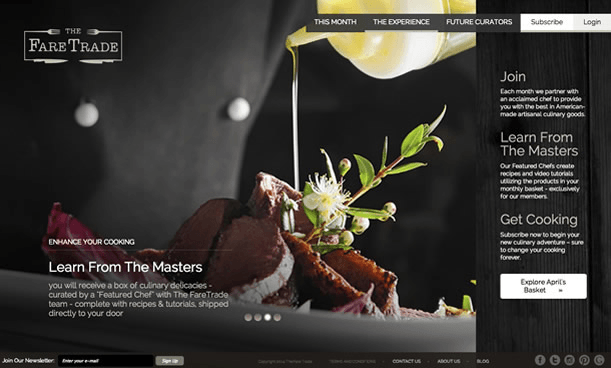 THIS MONTH
THE EXPERIENCE
FUTURE CURATORS
Subscribe
Login
THE
FARETRADE
Join
Each month we partner with
an acclaimed chef to provide
you with the best in American-
made artisanal culinary goods.
Learn From
The Masters
Our Featured Chefs create
recipes and video tutorials
utilizing the products in your
monthly basket - exclusively
for our members.
Get Cooking
Subscribe now to begin your
new culinary adventure – sure
to change your cooking
forever.
Explore April's
Basket »
ENHANCE YOUR COOKING
Learn From The Masters
you will receive a box of culinary delicacies -
curated by a "Featured Chef" with The FareTrade
team - complete with recipes & tutorials, shipped
directly to your door
Join Our Newsletter:
Enter your e-mail
Sign Up
TERMS AND CONDITIONS
CONTACT US
ABOUT US
BLOG